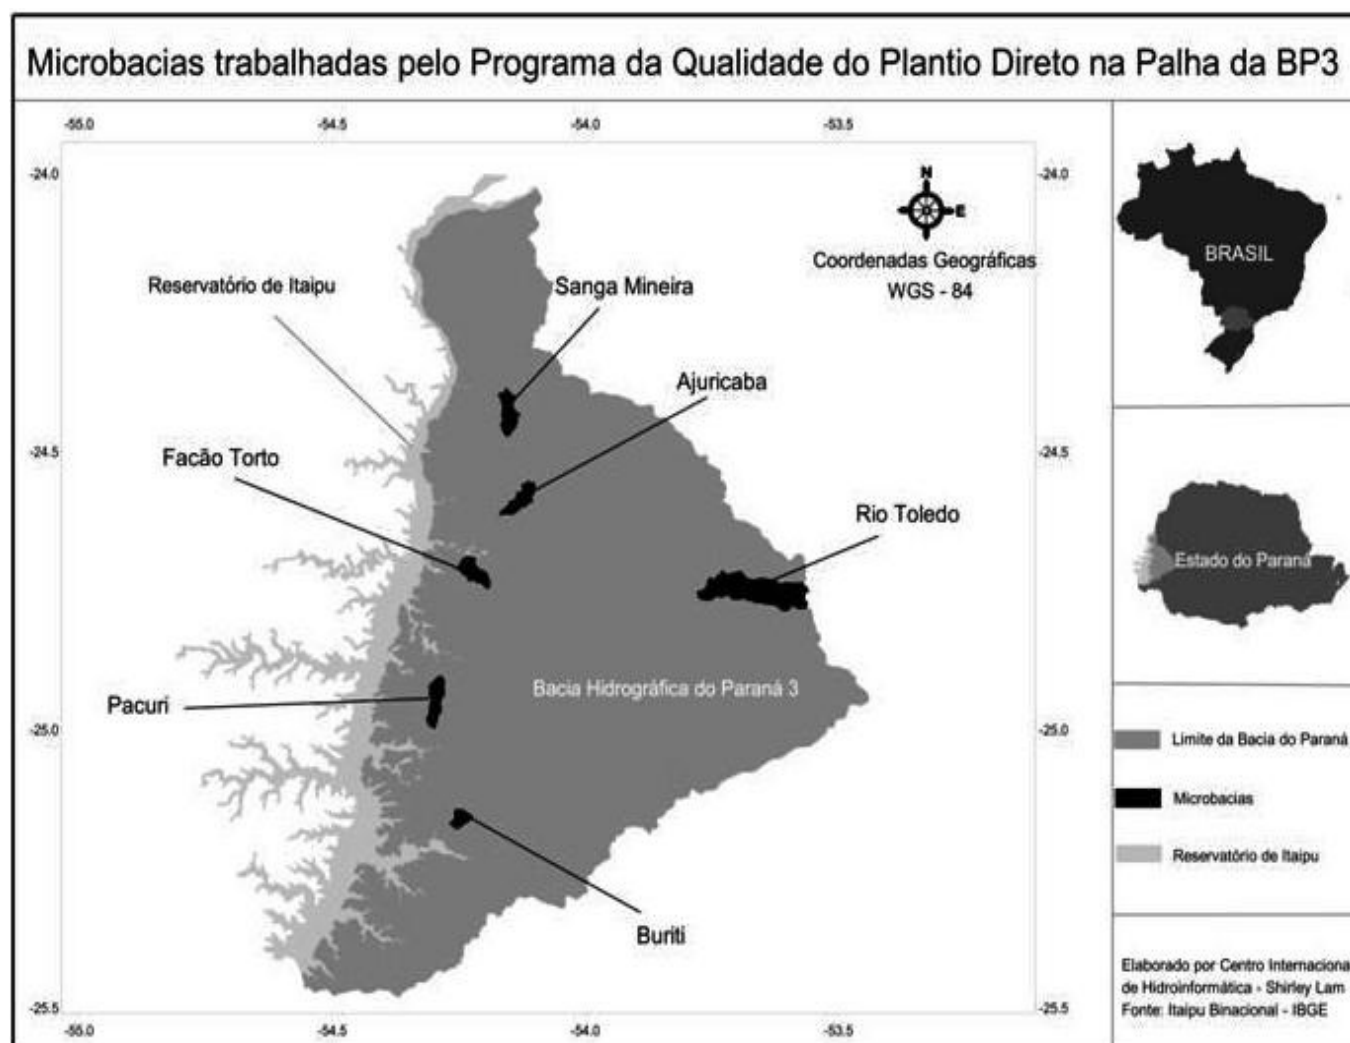 Microbacias trabalhadas pelo Programa da Qualidade do Plantio Direto na Palha da BP3
-55.0 -54.5 -54.0 -53.5
-24.0 -24.0
N
E
Coordenadas Geográficas
WGS - 84
BRASIL
Reservatório de Itaipu
Sanga Mineira
Ajuricaba
-24.5 -24.5
Facão Torto
Rio Toledo
Estado do Paraná
Bacia Hidrográfica do Paraná 3
Pacurí
-25.0 -25.0
Limite da Bacia do Paraná
Microbacias
Reservatório de Itaipu
Buriti
Elaborado por Centro Internaciona
de Hidroinformática - Shirley Lam
Fonte: Itaipu Binacional - IBGE
-25.5 -25.5
-55.0 -54.5 -54.0 -53.5